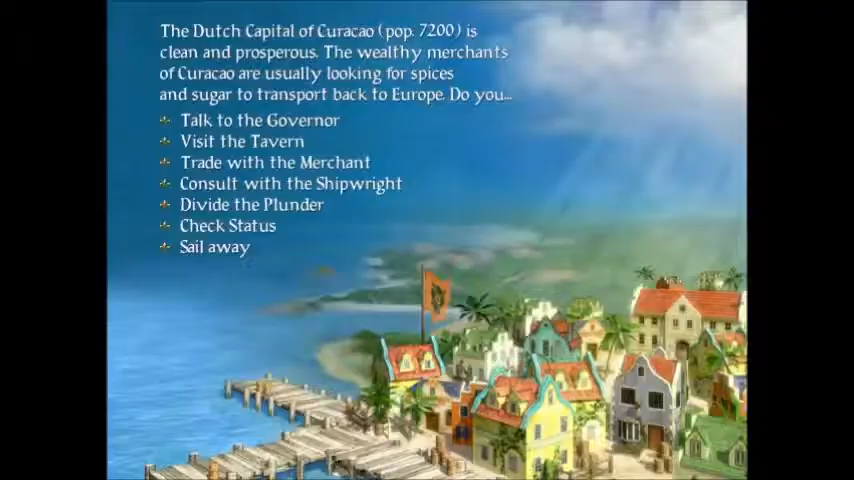 The Dutch Capital of Curacao (pop. 7200) is
clean and prosperous. The wealthy merchants
of Curacao are usually looking for spices
and sugar to transport back to Europe. Do you...
Talk to the Governor
Visit the Tavern
Trade with the Merchant
Consult with the Shipwright
Divide the Plunder
Check Status
Sail away